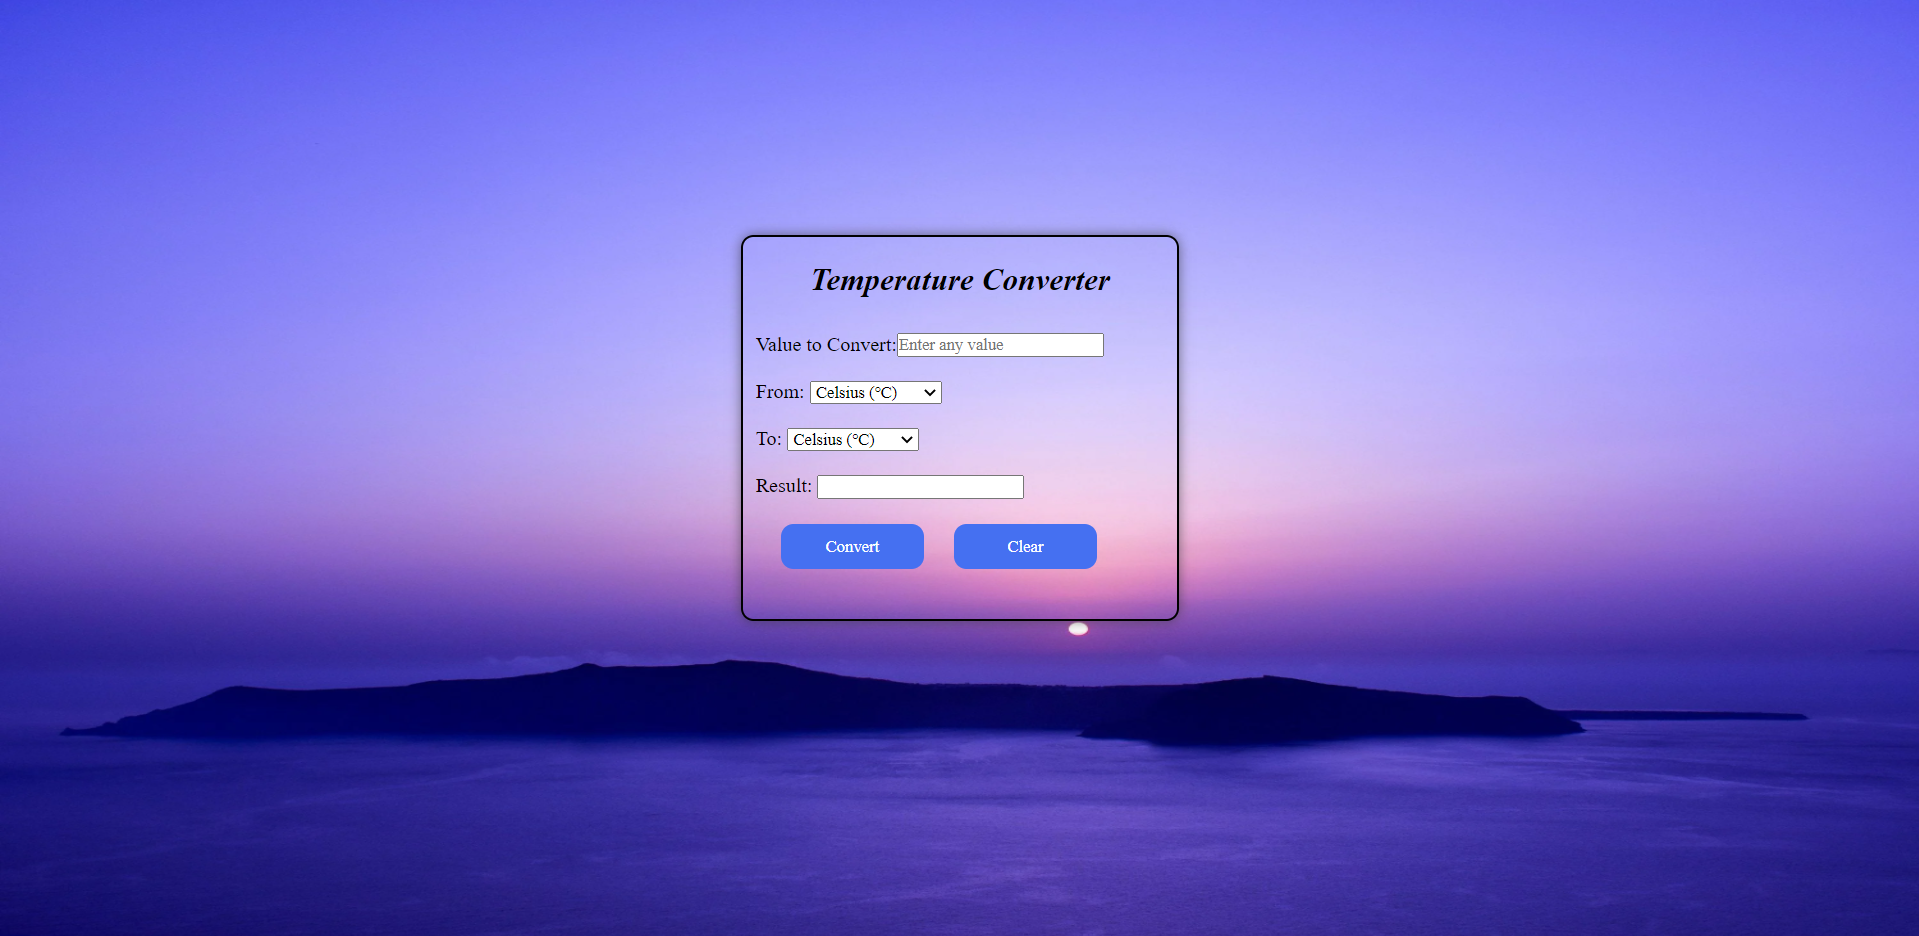 Temperature Converter
Value to Convert: Enter any value
From: Celsius (°C)
To: Celsius (°C)
Result:
Convert Clear